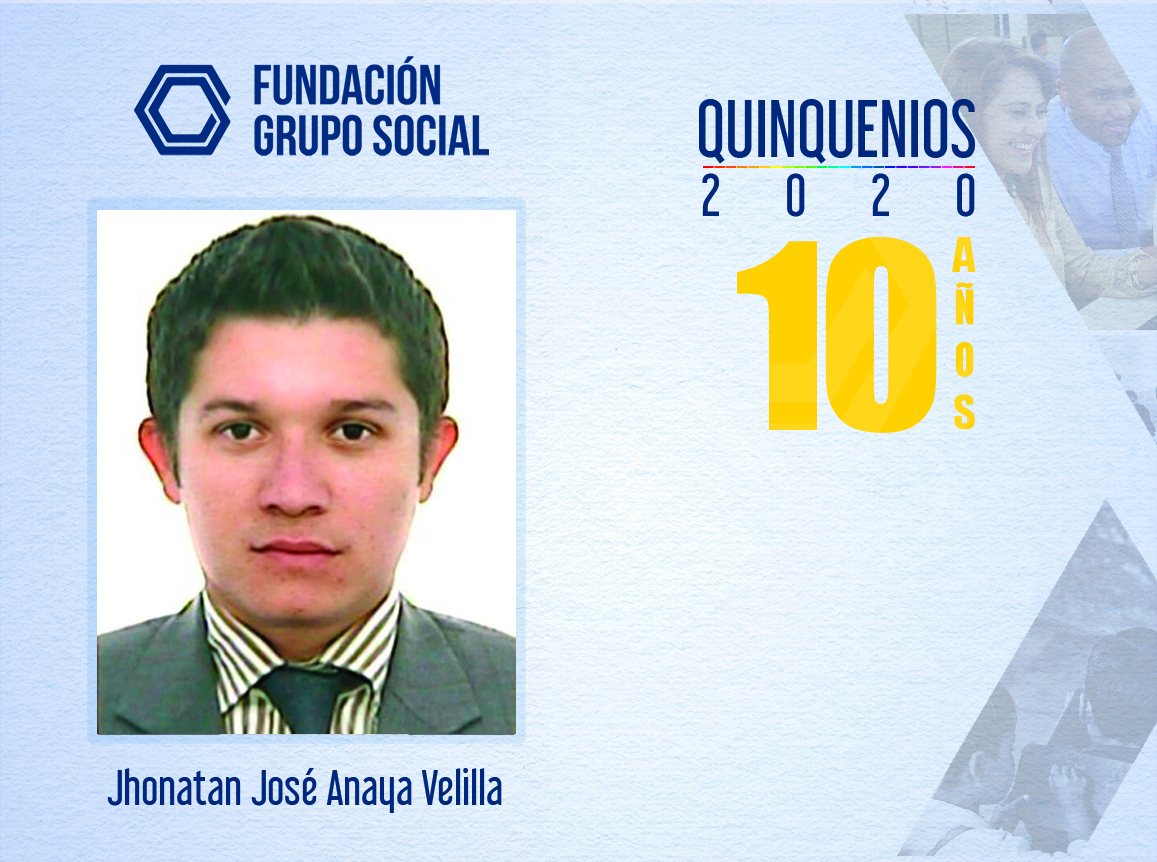 FUNDACIÓN
GRUPO SOCIAL
QUINQUENIOS
2020
10 AÑOS
Jhonatan José Anaya Velilla